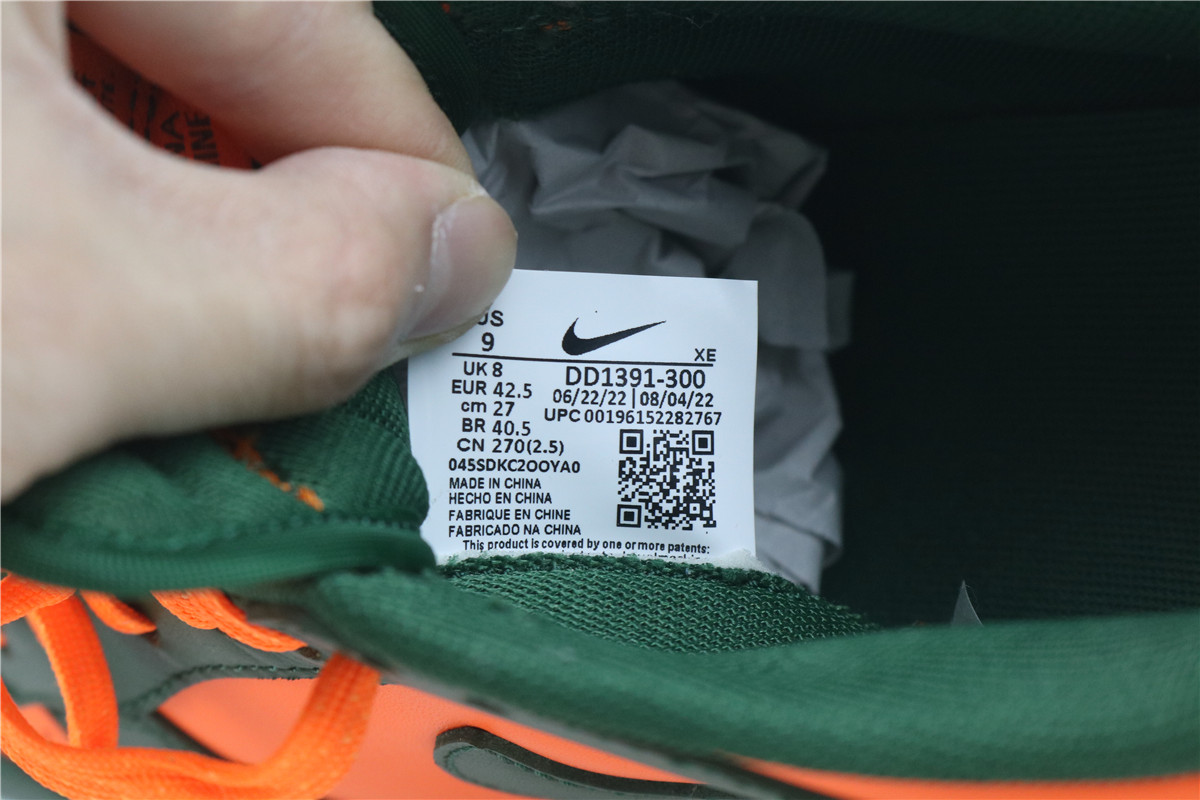 US
9
XE
UK 8
EUR 42.5
cm 27
BR 40.5
CN 270(2.5)
DD1391-300
06/22/22 | 08/04/22
UPC 00196152282767
045SDKC2OOYA0
MADE IN CHINA
HECHO EN CHINA
FABRIQUE EN CHINE
FABRICADO NA CHINA
This product is covered by one or more patents: